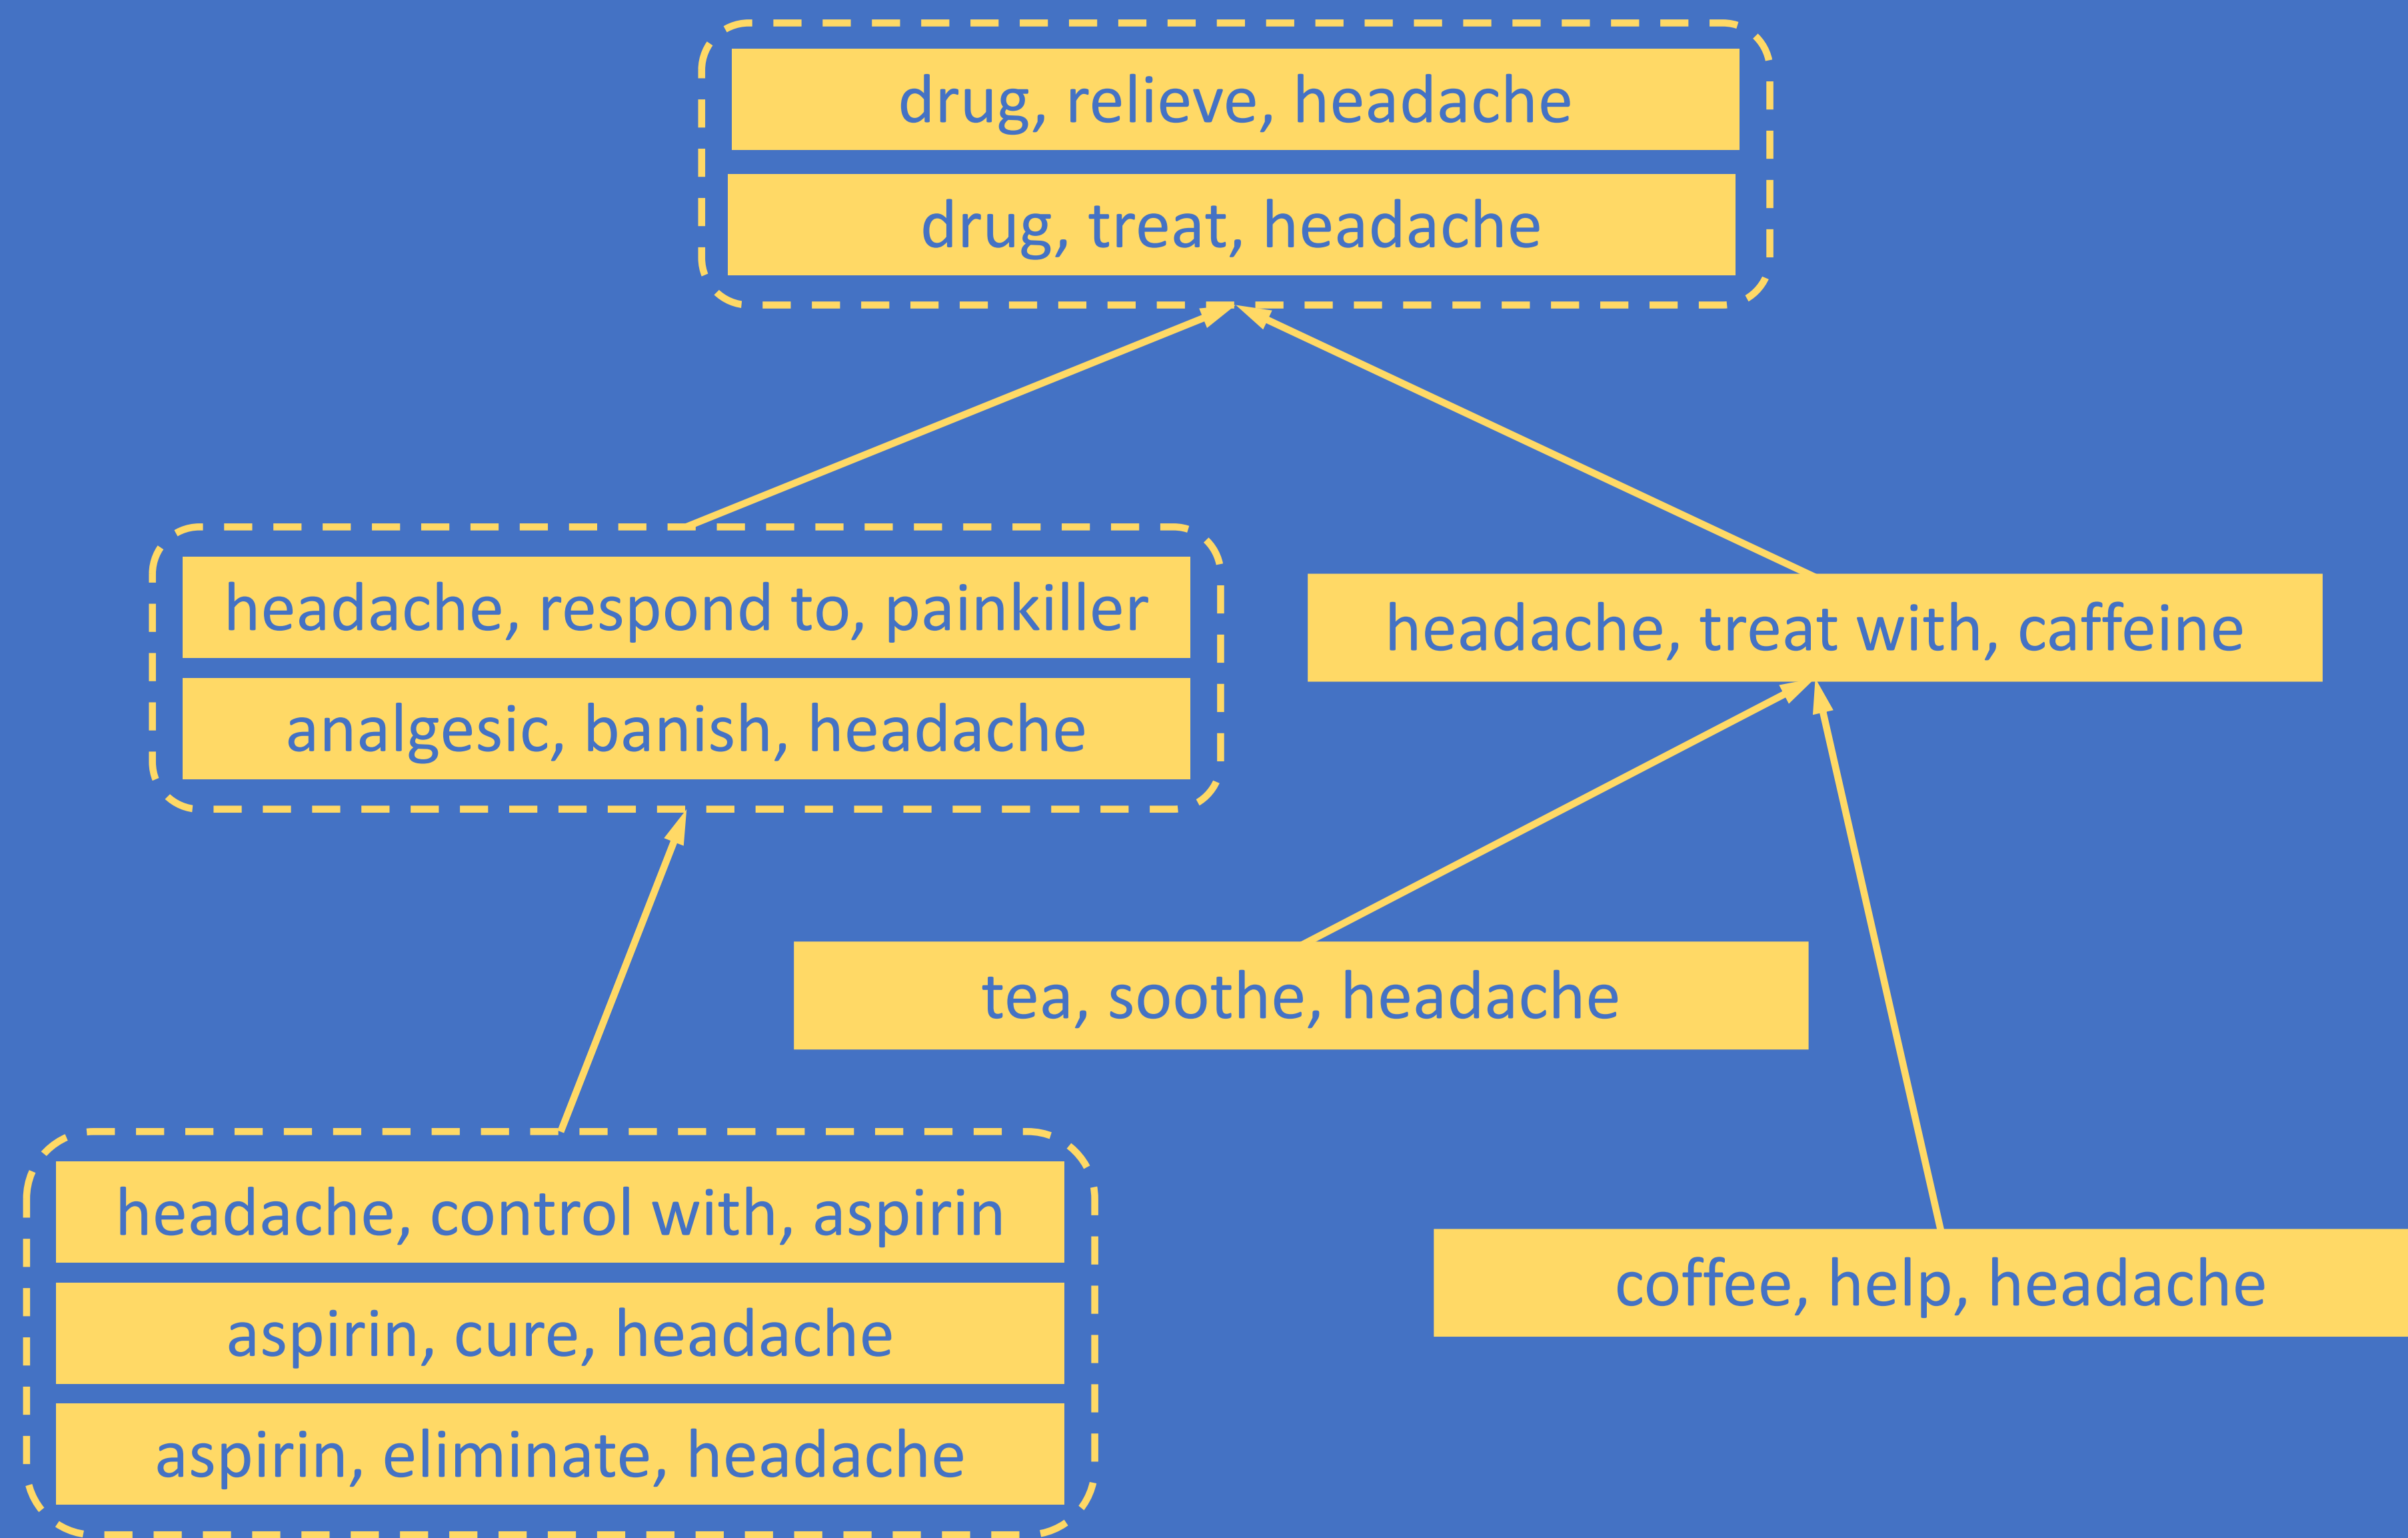 drug, relieve, headache
drug, treat, headache
headache, respond to, painkiller
analgesic, banish, headache
headache, treat with, caffeine
tea, soothe, headache
headache, control with, aspirin
aspirin, cure, headache
aspirin, eliminate, headache
coffee, help, headache